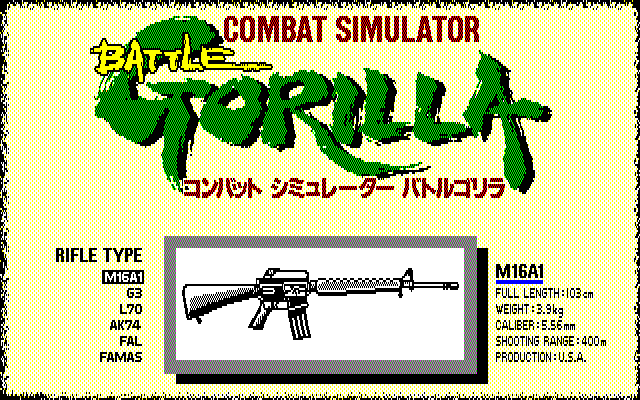 COMBAT SIMULATOR
BATTLE
GORILLA
コンバット シミュレーター バトルゴリラ
RIFLE TYPE
M16A1
G3
L70
AK74
FAL
FAMAS
M16A1
FULL LENGTH:103cm
WEIGHT:3.9kg
CALIBER:5.56mm
SHOOTING RANGE:400m
PRODUCTION:U.S.A.